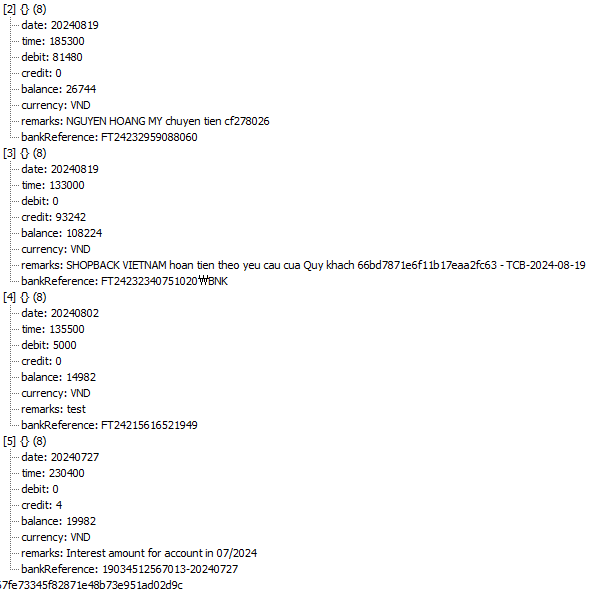 [2] {} (8)
date: 20240819
time: 185300
debit: 81480
credit: 0
balance: 26744
currency: VND
remarks: NGUYEN HOANG MY chuyen tien cf278026
bankReference: FT24232959088060
[3] {} (8)
date: 20240819
time: 133000
debit: 0
credit: 93242
balance: 108224
currency: VND
remarks: SHOPBACK VIETNAM hoan tien theo yeu cau cua Quy khach 66bd7871e6f11b17eaa2fc63 - TCB-2024-08-19
bankReference: FT24232340751020₩BNK
[4] {} (8)
date: 20240802
time: 135500
debit: 5000
credit: 0
balance: 14982
currency: VND
remarks: test
bankReference: FT24215616521949
[5] {} (8)
date: 20240727
time: 230400
debit: 0
credit: 4
balance: 19982
currency: VND
remarks: Interest amount for account in 07/2024
bankReference: 19034512567013-20240727
57fe73345f82871e48b73e951ad02d9c